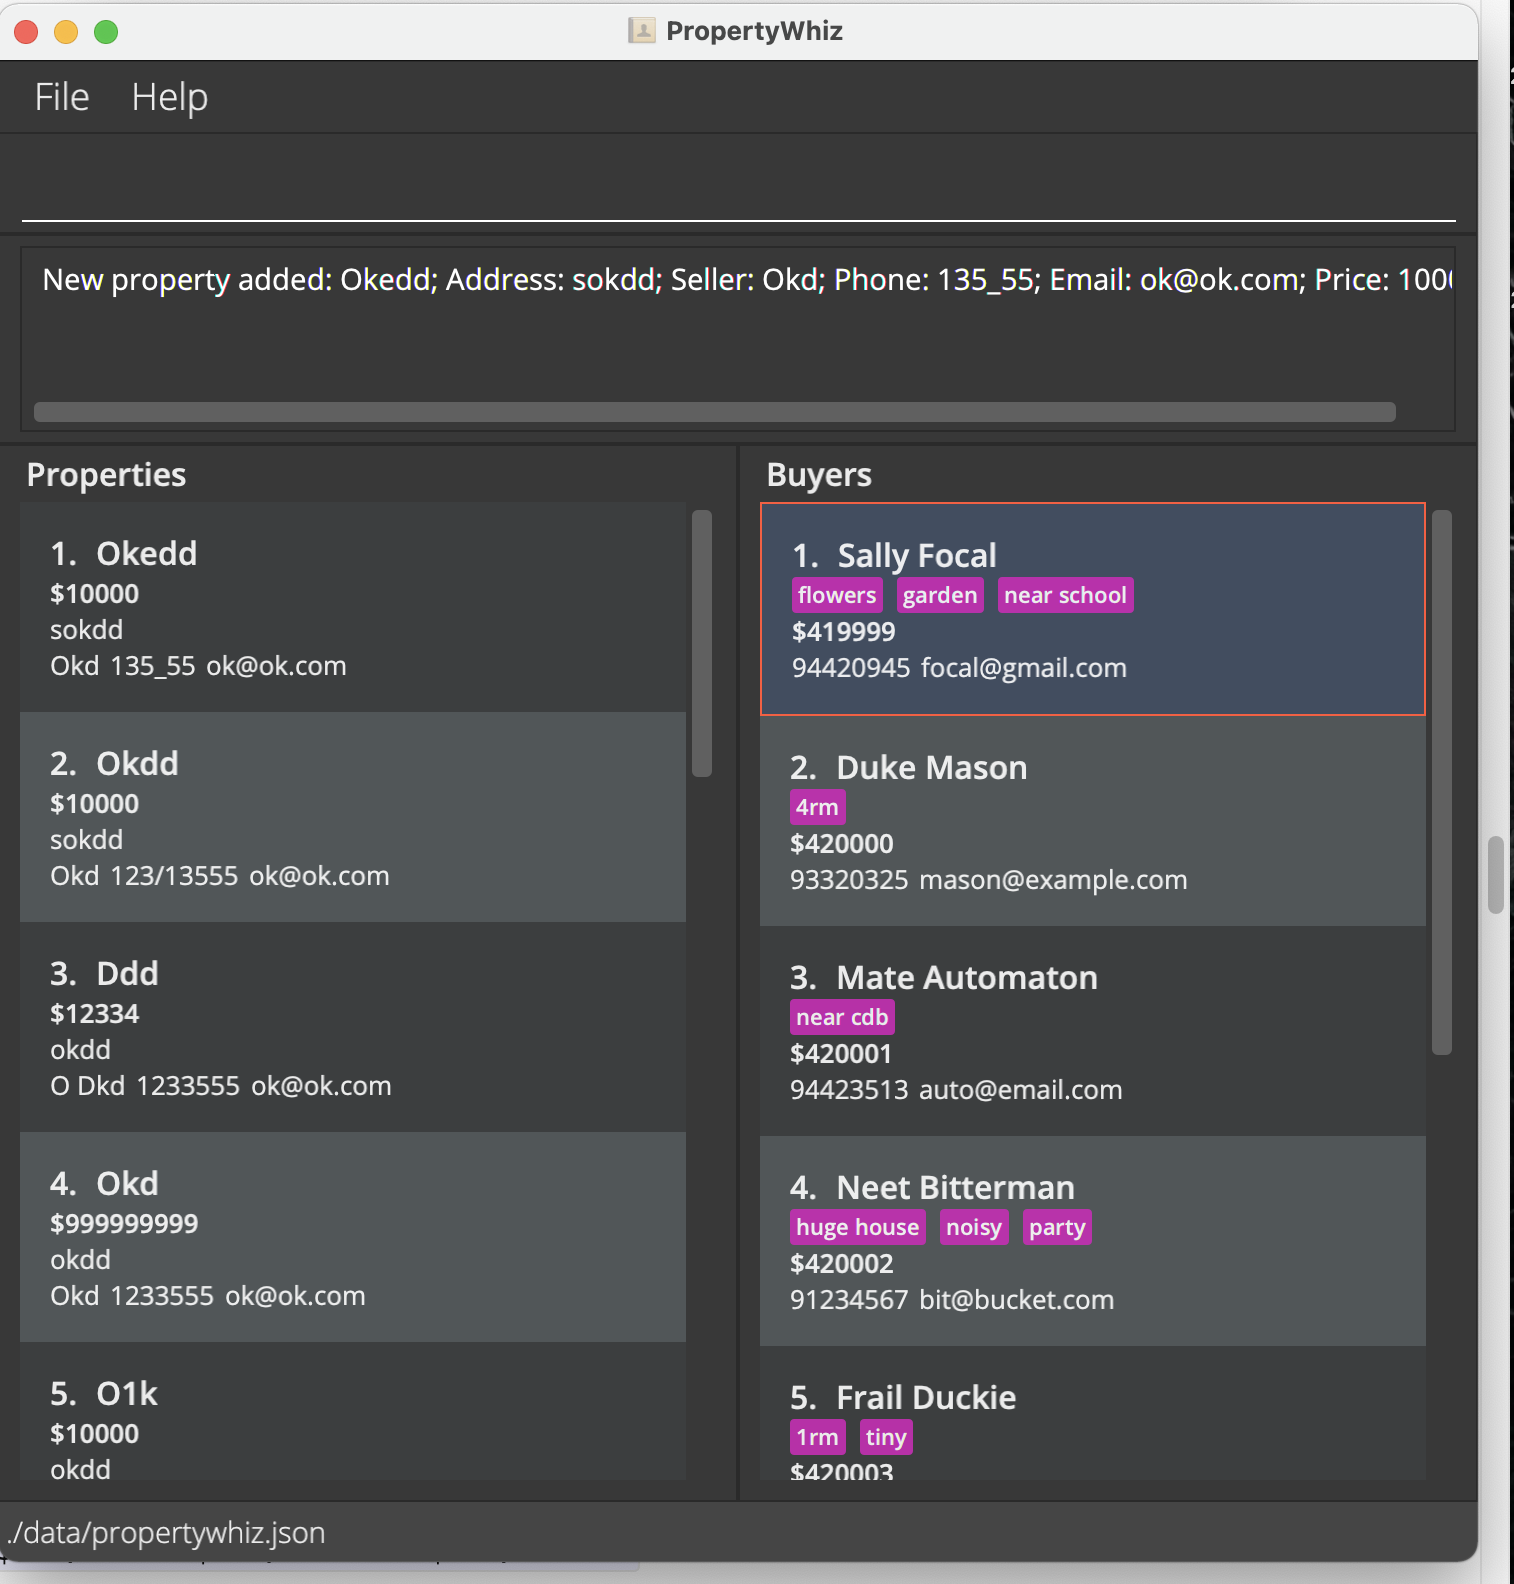 PropertyWhiz
File Help
New property added: Okedd; Address: sokdd; Seller: Okd; Phone: 135_55; Email: ok@ok.com; Price: 100
Properties
1. Okedd
$10000
sokdd
Okd 135_55 ok@ok.com
2. Okdd
$10000
sokdd
Okd 123/13555 ok@ok.com
3. Ddd
$12334
okdd
O Dkd 1233555 ok@ok.com
4. Okd
$999999999
okdd
Okd 1233555 ok@ok.com
5. O1k
$10000
okdd
Buyers
1. Sally Focal
flowers garden near school
$419999
94420945 focal@gmail.com
2. Duke Mason
4rm
$420000
93320325 mason@example.com
3. Mate Automaton
near cdb
$420001
94423513 auto@email.com
4. Neet Bitterman
huge house noisy party
$420002
91234567 bit@bucket.com
5. Frail Duckie
1rm tiny
$420003
./data/propertywhiz.json